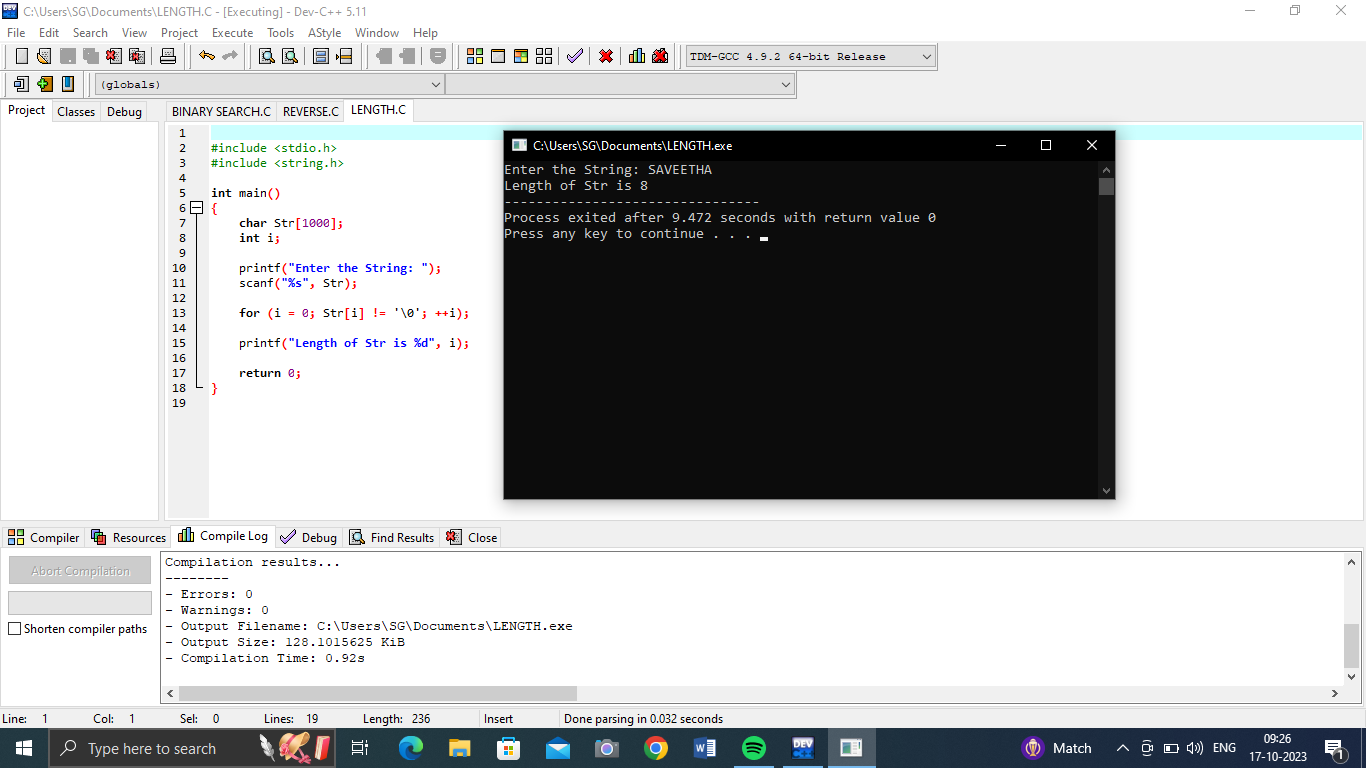 C:\Users\SG\Documents\LENGTH.C - [Executing] - Dev-C++ 5.11
File Edit Search View Project Execute Tools AStyle Window Help
TDM-GCC 4.9.2 64-bit Release
(globals)
Project Classes Debug
BINARY SEARCH.C REVERSE.C LENGTH.C
1
2 #include <stdio.h>
3 #include <string.h>
4
5 int main()
6 {
7 char Str[1000];
8 int i;
9
10 printf("Enter the String: ");
11 scanf("%s", Str);
12
13 for (i = 0; Str[i] != '\0'; ++i);
14
15 printf("Length of Str is %d", i);
16
17 return 0;
18 }
19
C:\Users\SG\Documents\LENGTH.exe
Enter the String: SAVEETHA
Length of Str is 8
--------------------------------
Process exited after 9.472 seconds with return value 0
Press any key to continue . . .
Compiler Resources Compile Log Debug Find Results Close
Abort Compilation
Shorten compiler paths
Compilation results...
--------
- Errors: 0
- Warnings: 0
- Output Filename: C:\Users\SG\Documents\LENGTH.exe
- Output Size: 128.1015625 KiB
- Compilation Time: 0.92s
Line: 1 Col: 1 Sel: 0 Lines: 19 Length: 236 Insert Done parsing in 0.032 seconds
Type here to search
DEV
Match
ENG
09:26
17-10-2023
1